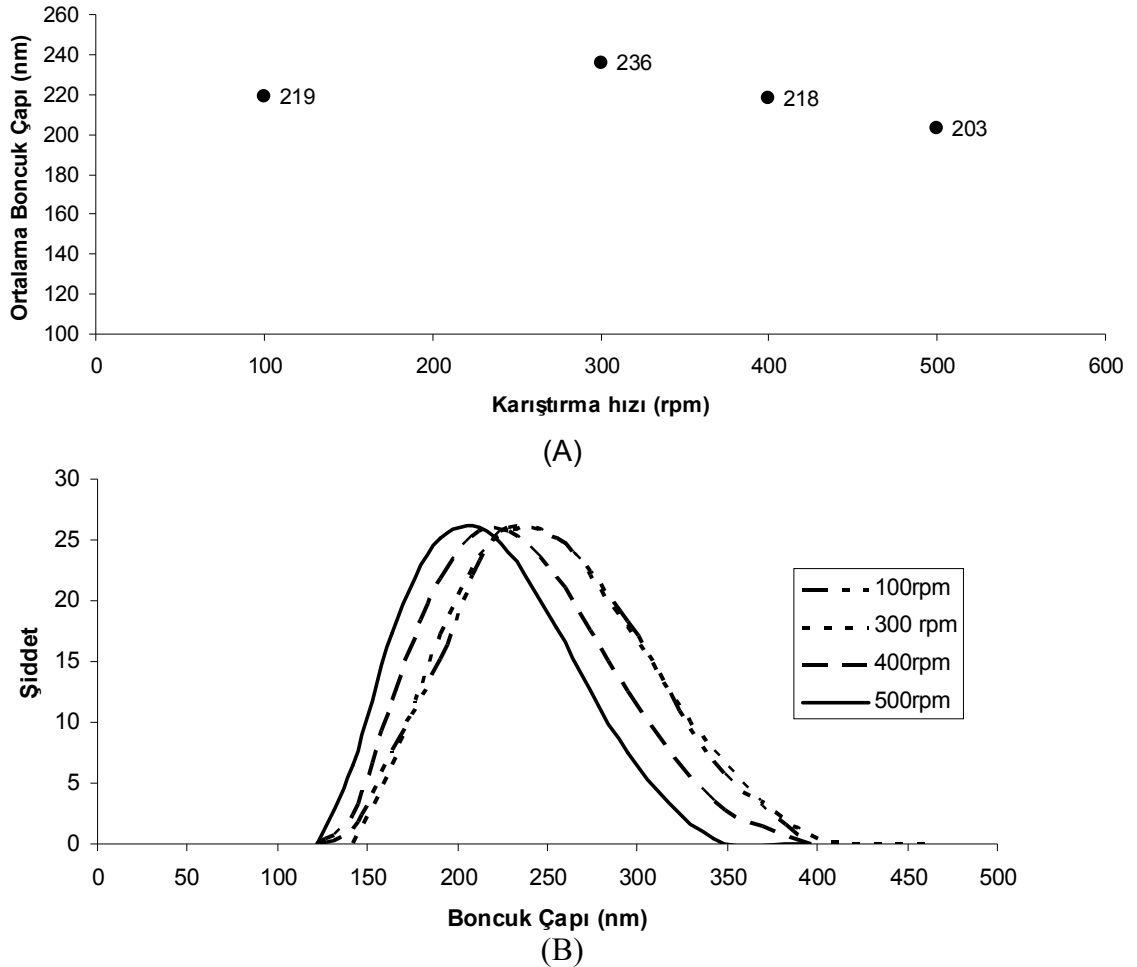 260
240
220
200
180
160
140
120
100
Ortalama Boncuk Çapı (nm)
219
236
218
203
0 100 200 300 400 500 600
Karıştırma hızı (rpm)
(A)
30
25
20
15
10
5
0
Şiddet
100rpm
300 rpm
400rpm
500rpm
0 50 100 150 200 250 300 350 400 450 500
Boncuk Çapı (nm)
(B)